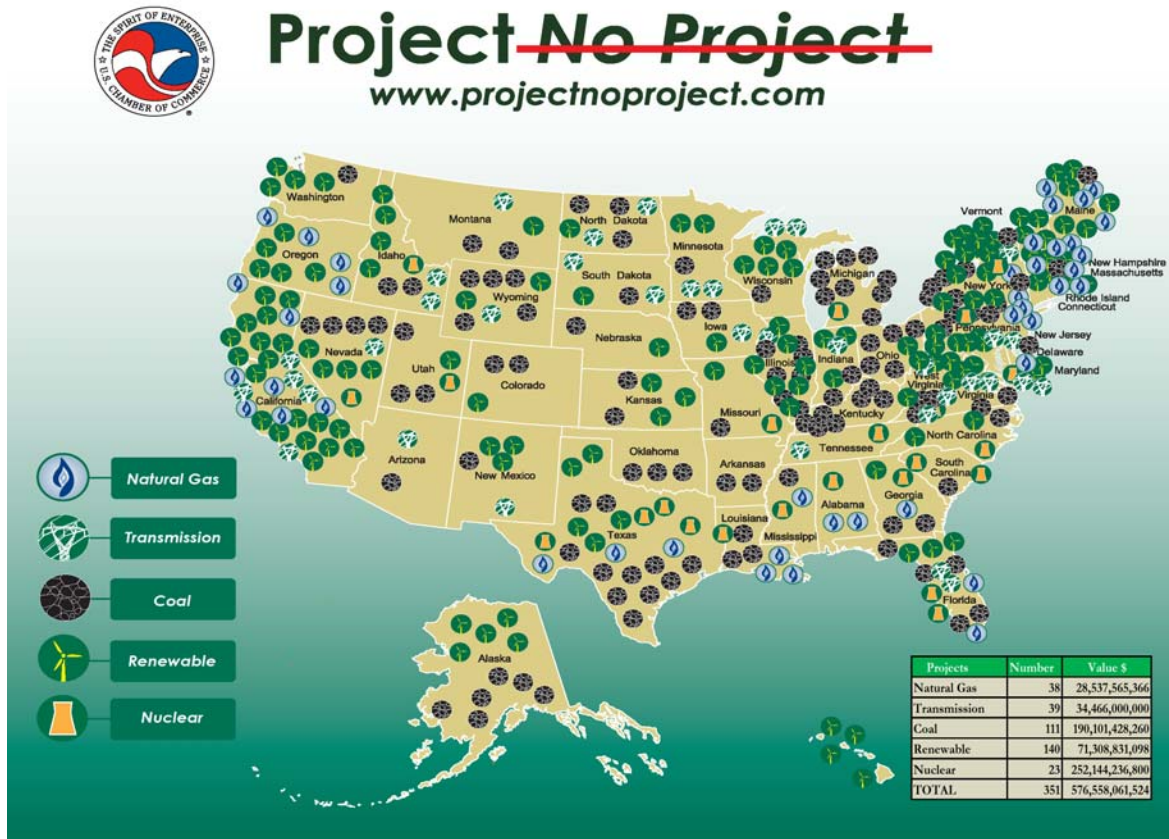 THE SPIRIT OF ENTERPRISE
U.S. CHAMBER OF COMMERCE
®
Project No Project
www.projectnoproject.com
Washington
Montana
North Dakota
Minnesota
Vermont
Maine
Oregon
Idaho
South Dakota
Wisconsin
Michigan
New York
New Hampshire
Massachusetts
Rhode Island
Connecticut
Wyoming
Iowa
Pennsylvania
New Jersey
Nebraska
Nevada
Utah
Illinois
Indiana
Ohio
Delaware
Maryland
West Virginia
Virginia
Colorado
Kansas
Missouri
Kentucky
California
Tennessee
North Carolina
Arizona
New Mexico
Oklahoma
Arkansas
South Carolina
Texas
Louisiana
Mississippi
Alabama
Georgia
Florida
Alaska
Natural Gas
Transmission
Coal
Renewable
Nuclear
Projects Number Value $
Natural Gas 38 28,537,565,366
Transmission 39 34,466,000,000
Coal 111 190,101,428,260
Renewable 140 71,308,831,098
Nuclear 23 252,144,236,800
TOTAL 351 576,558,061,524